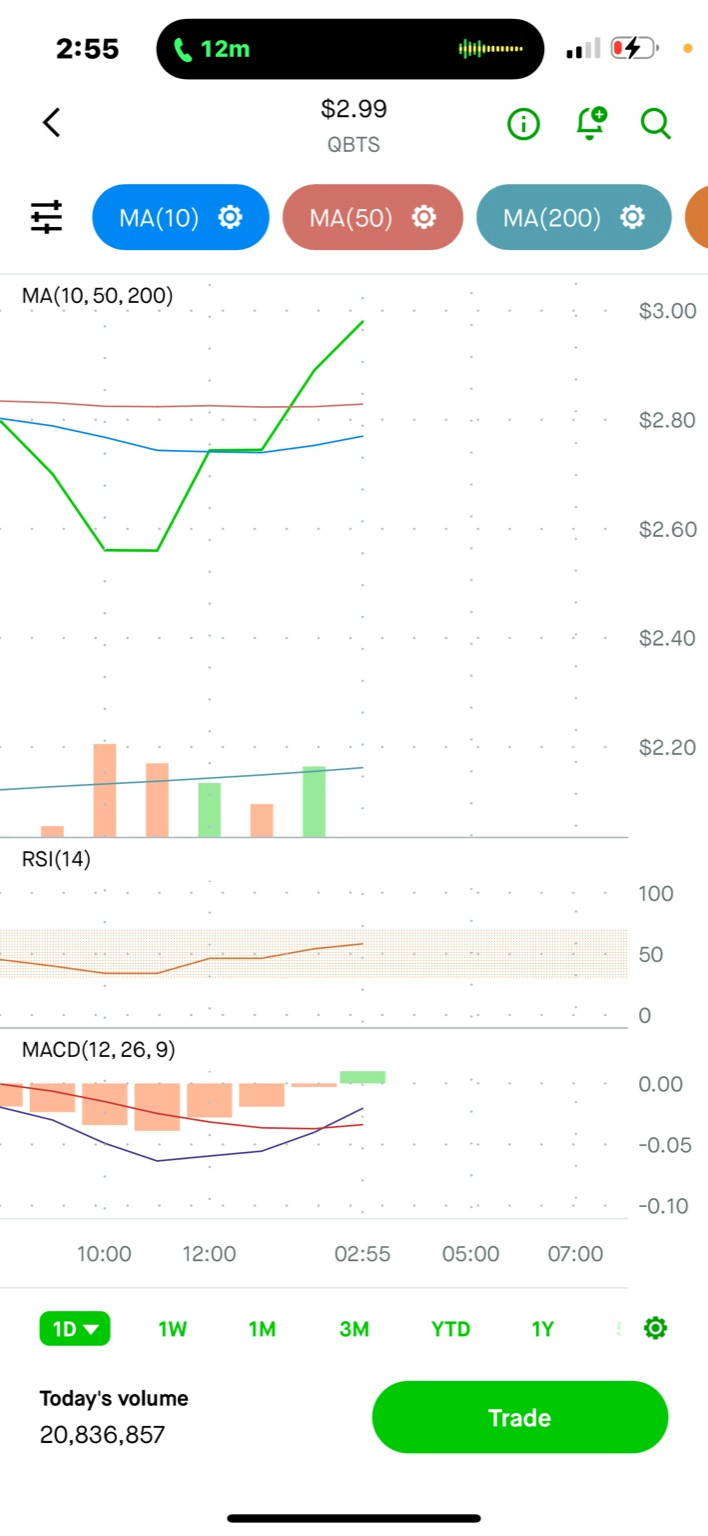 2:55
12m
$2.99
QBTS
MA(10)
MA(50)
MA(200)
MA(10, 50, 200)
$3.00
$2.80
$2.60
$2.40
$2.20
RSI(14)
100
50
0
MACD(12, 26, 9)
0.00
-0.05
-0.10
10:00 12:00 02:55 05:00 07:00
1D 1W 1M 3M YTD 1Y
Today's volume
20,836,857
Trade